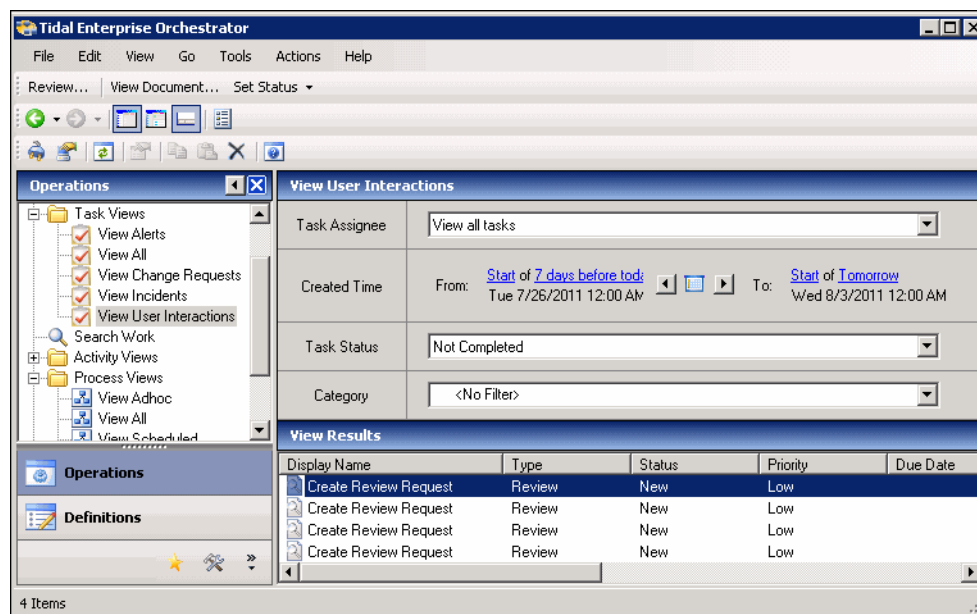 Tidal Enterprise Orchestrator
File Edit View Go Tools Actions Help
Review... View Document... Set Status
Operations
Task Views
View Alerts
View All
View Change Requests
View Incidents
View User Interactions
Search Work
Activity Views
Process Views
View Adhoc
View All
View Scheduled
Operations
Definitions
View User Interactions
Task Assignee View all tasks
Created Time From: Start of 7 days before toda To: Start of Tomorrow
Tue 7/26/2011 12:00 AM Wed 8/3/2011 12:00 AM
Task Status Not Completed
Category <No Filter>
View Results
Display Name Type Status Priority Due Date
Create Review Request Review New Low
Create Review Request Review New Low
Create Review Request Review New Low
Create Review Request Review New Low
4 Items